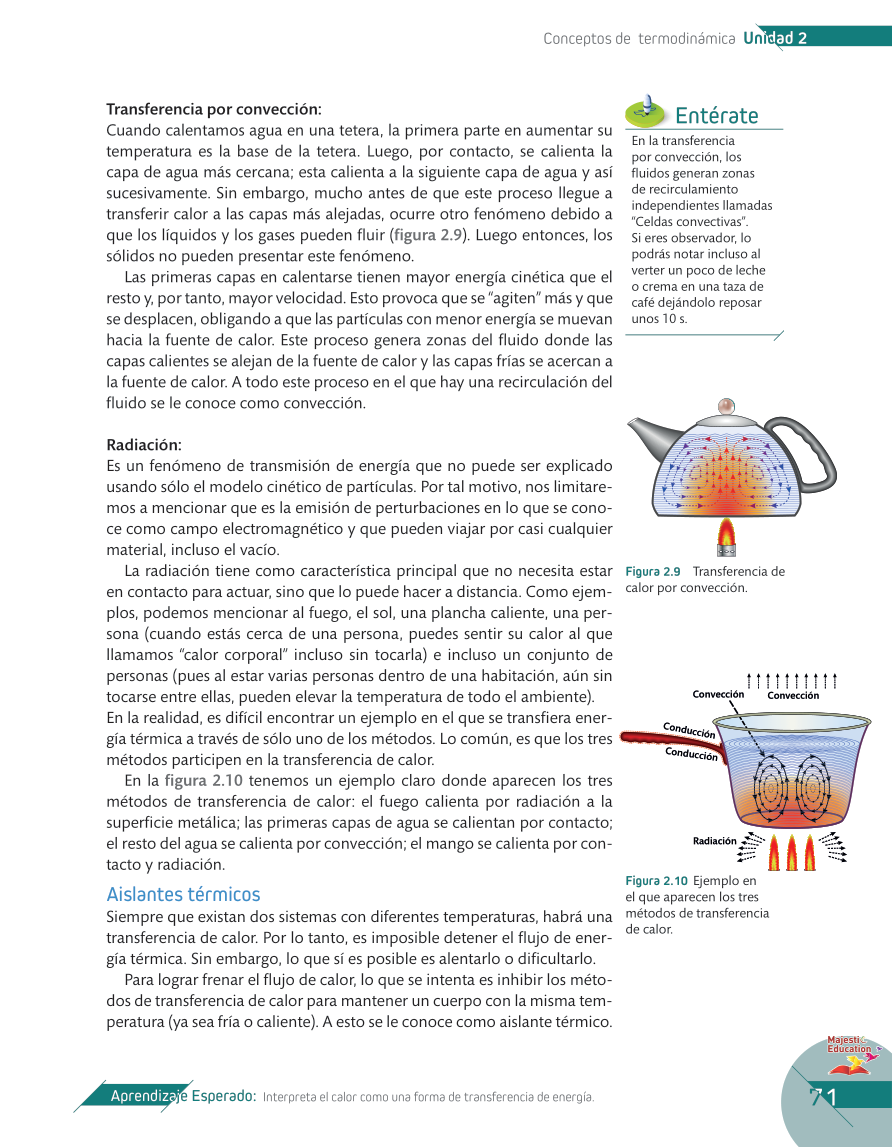 Conceptos de termodinámica Unidad 2
Transferencia por convección:
Cuando calentamos agua en una tetera, la primera parte en aumentar su
temperatura es la base de la tetera. Luego, por contacto, se calienta la
capa de agua más cercana; esta calienta a la siguiente capa de agua y así
sucesivamente. Sin embargo, mucho antes de que este proceso llegue a
transferir calor a las capas más alejadas, ocurre otro fenómeno debido a
que los líquidos y los gases pueden fluir (figura 2.9). Luego entonces, los
sólidos no pueden presentar este fenómeno.
Las primeras capas en calentarse tienen mayor energía cinética que el
resto y, por tanto, mayor velocidad. Esto provoca que se “agiten” más y que
se desplacen, obligando a que las partículas con menor energía se muevan
hacia la fuente de calor. Este proceso genera zonas del fluido donde las
capas calientes se alejan de la fuente de calor y las capas frías se acercan a
la fuente de calor. A todo este proceso en el que hay una recirculación del
fluido se le conoce como convección.
Radiación:
Es un fenómeno de transmisión de energía que no puede ser explicado
usando sólo el modelo cinético de partículas. Por tal motivo, nos limitare-
mos a mencionar que es la emisión de perturbaciones en lo que se cono-
ce como campo electromagnético y que pueden viajar por casi cualquier
material, incluso el vacío.
La radiación tiene como característica principal que no necesita estar
en contacto para actuar, sino que lo puede hacer a distancia. Como ejem-
plos, podemos mencionar al fuego, el sol, una plancha caliente, una per-
sona (cuando estás cerca de una persona, puedes sentir su calor al que
llamamos “calor corporal” incluso sin tocarla) e incluso un conjunto de
personas (pues al estar varias personas dentro de una habitación, aún sin
tocarse entre ellas, pueden elevar la temperatura de todo el ambiente).
En la realidad, es difícil encontrar un ejemplo en el que se transfiera ener-
gía térmica a través de sólo uno de los métodos. Lo común, es que los tres
métodos participen en la transferencia de calor.
En la figura 2.10 tenemos un ejemplo claro donde aparecen los tres
métodos de transferencia de calor: el fuego calienta por radiación a la
superficie metálica; las primeras capas de agua se calientan por contacto;
el resto del agua se calienta por convección; el mango se calienta por con-
tacto y radiación.
Aislantes térmicos
Siempre que existan dos sistemas con diferentes temperaturas, habrá una
transferencia de calor. Por lo tanto, es imposible detener el flujo de ener-
gía térmica. Sin embargo, lo que sí es posible es alentarlo o dificultarlo.
Para lograr frenar el flujo de calor, lo que se intenta es inhibir los méto-
dos de transferencia de calor para mantener un cuerpo con la misma tem-
peratura (ya sea fría o caliente). A esto se le conoce como aislante térmico.
Entérate
En la transferencia
por convección, los
fluidos generan zonas
de recirculamiento
independientes llamadas
“Celdas convectivas”.
Si eres observador, lo
podrás notar incluso al
verter un poco de leche
o crema en una taza de
café dejándolo reposar
unos 10 s.
Figura 2.9 Transferencia de
calor por convección.
Convección Convección
Conducción
Conducción
Radiación
Figura 2.10 Ejemplo en
el que aparecen los tres
métodos de transferencia
de calor.
Majestic
Education
Aprendizaje Esperado: Interpreta el calor como una forma de transferencia de energía.
71